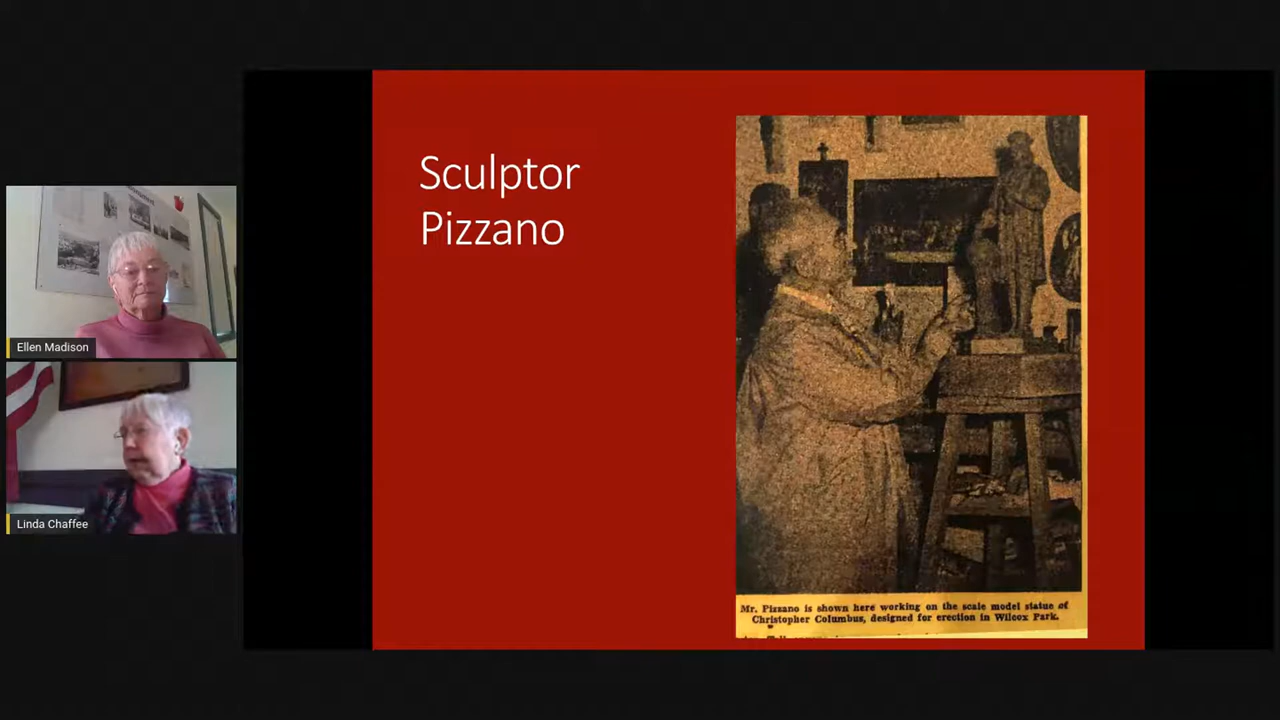 Sculptor
Pizzano
Ellen Madison
Linda Chaffee
Mr. Pizzano is shown here working on the scale model statue of
Christopher Columbus, designed for erection in Wilcox Park.